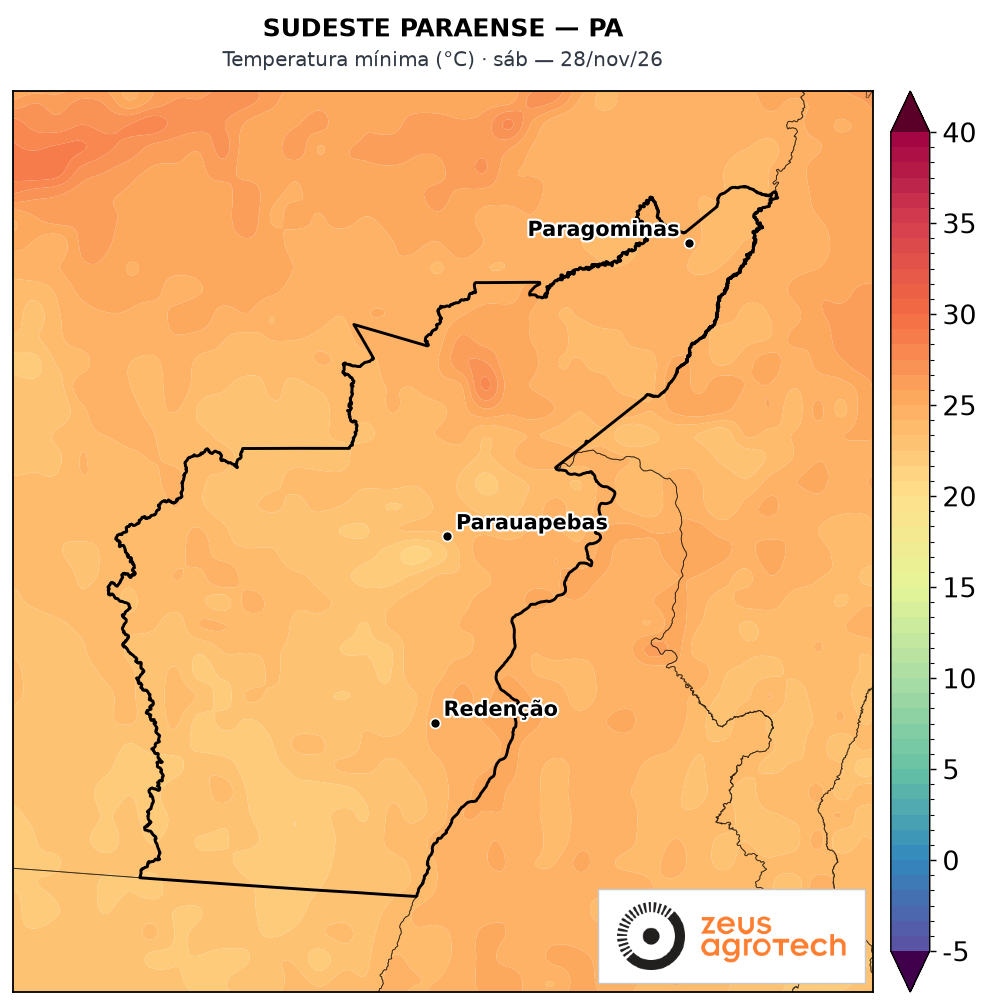 SUDESTE PARAENSE — PA
Temperatura mínima (°C) · sáb — 28/nov/26
Paragominas
Parauapebas
Redenção
40
35
30
25
20
15
10
5
0
-5
zeus
agrotech